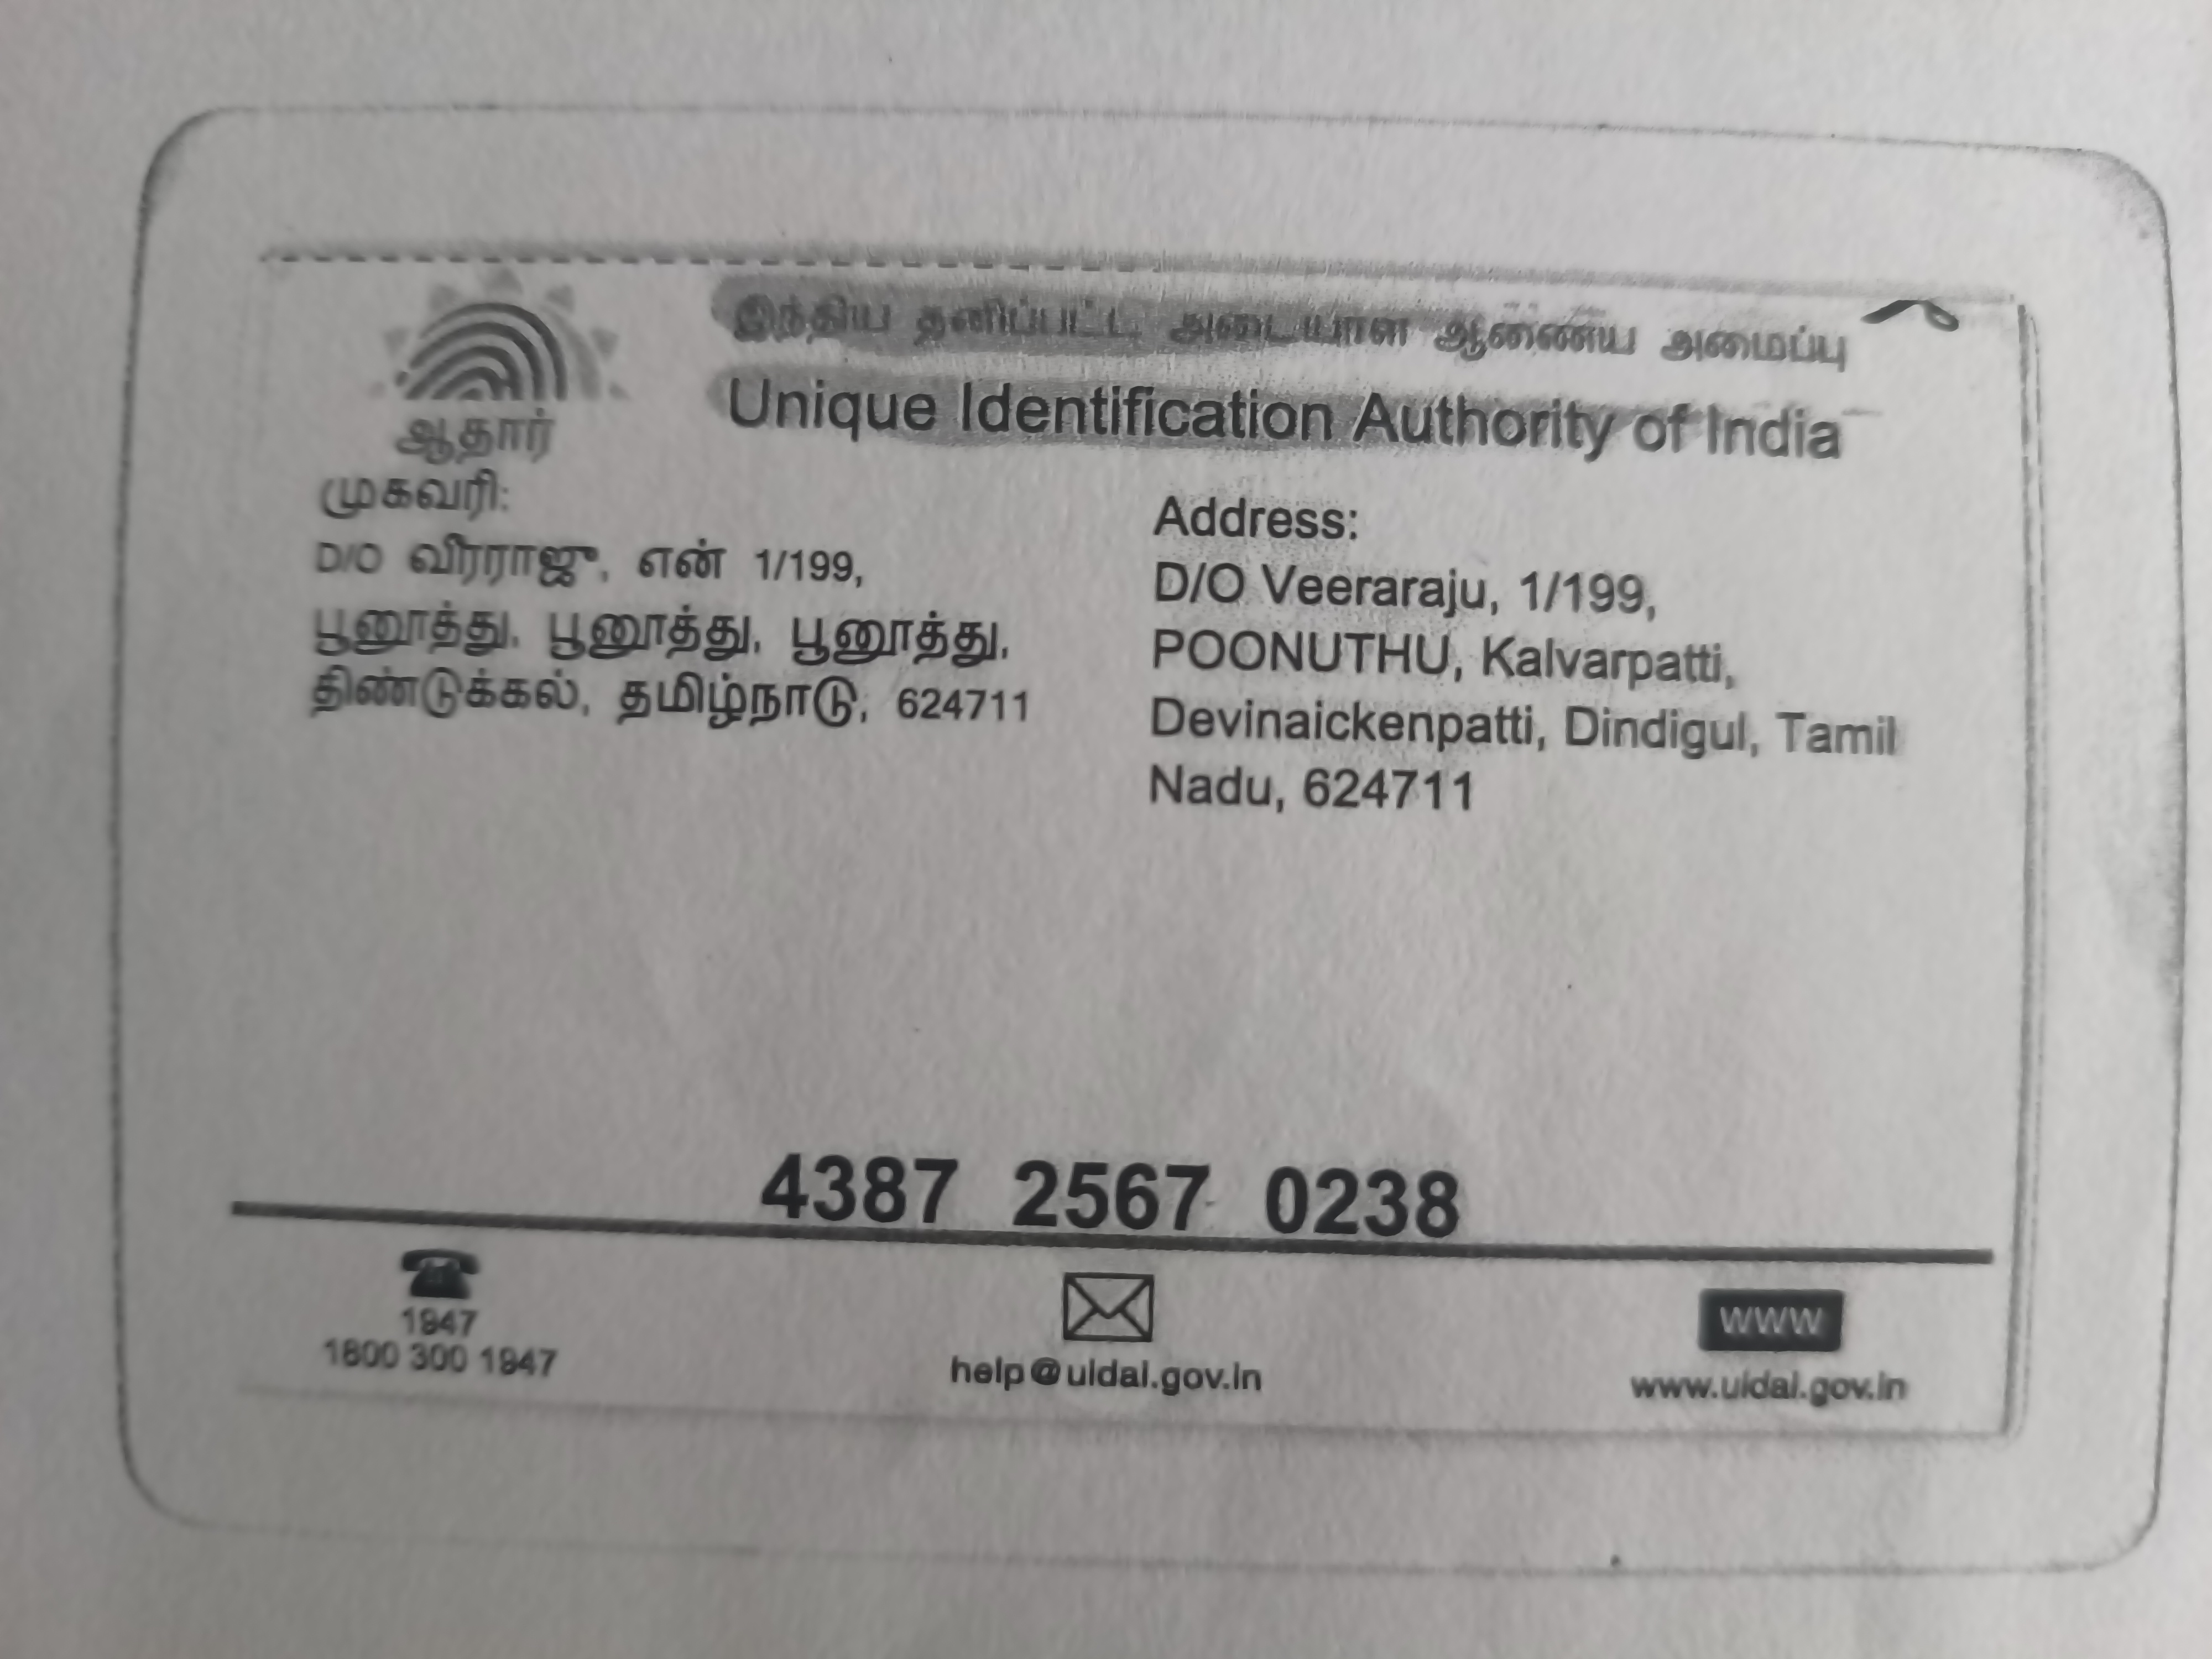 இந்திய தனிப்பட்ட அடையாள ஆணைய அமைப்பு
Unique Identification Authority of India
ஆதார்
முகவரி:
D/O வீரராஜு, என் 1/199,
பூனூத்து, பூனூத்து, பூனூத்து,
திண்டுக்கல், தமிழ்நாடு, 624711
Address:
D/O Veeraraju, 1/199,
POONUTHU, Kalvarpatti,
Devinaickenpatti, Dindigul, Tamil
Nadu, 624711
4387 2567 0238
1947
1800 300 1947
help@uidai.gov.in
www
www.uidai.gov.in